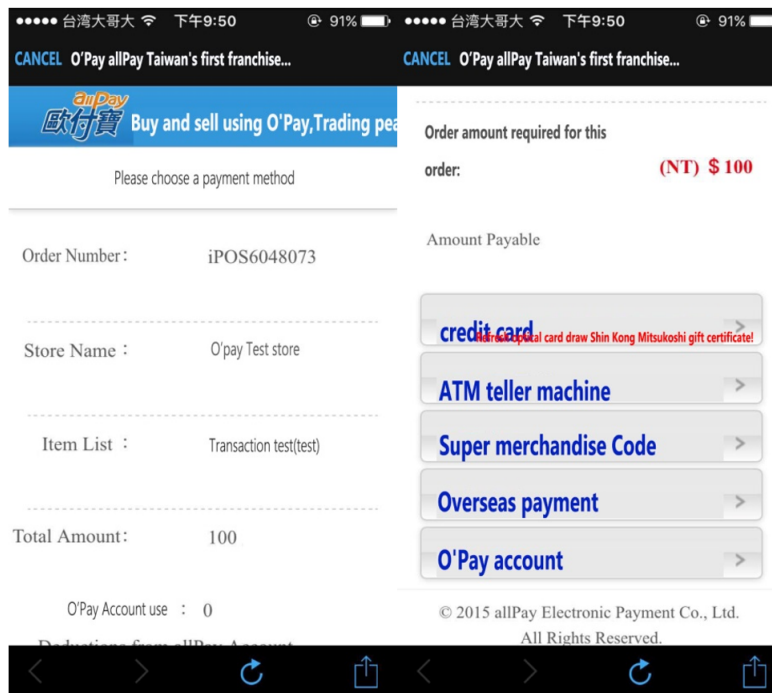 台湾大哥大 下午9:50 91%
CANCEL O'Pay allPay Taiwan's first franchise...
allPay
歐付寶 Buy and sell using O'Pay,Trading pea
Please choose a payment method
Order Number: iPOS6048073
Store Name : O'pay Test store
Item List : Transaction test(test)
Total Amount: 100
O'Pay Account use : 0
Deductions from allPay Account
台湾大哥大 下午9:50 91%
CANCEL O'Pay allPay Taiwan's first franchise...
Order amount required for this
order: (NT) $100
Amount Payable
credit card
optical card draw Shin Kong Mitsukoshi gift certificate!
ATM teller machine
Super merchandise Code
Overseas payment
O'Pay account
© 2015 allPay Electronic Payment Co., Ltd.
All Rights Reserved.